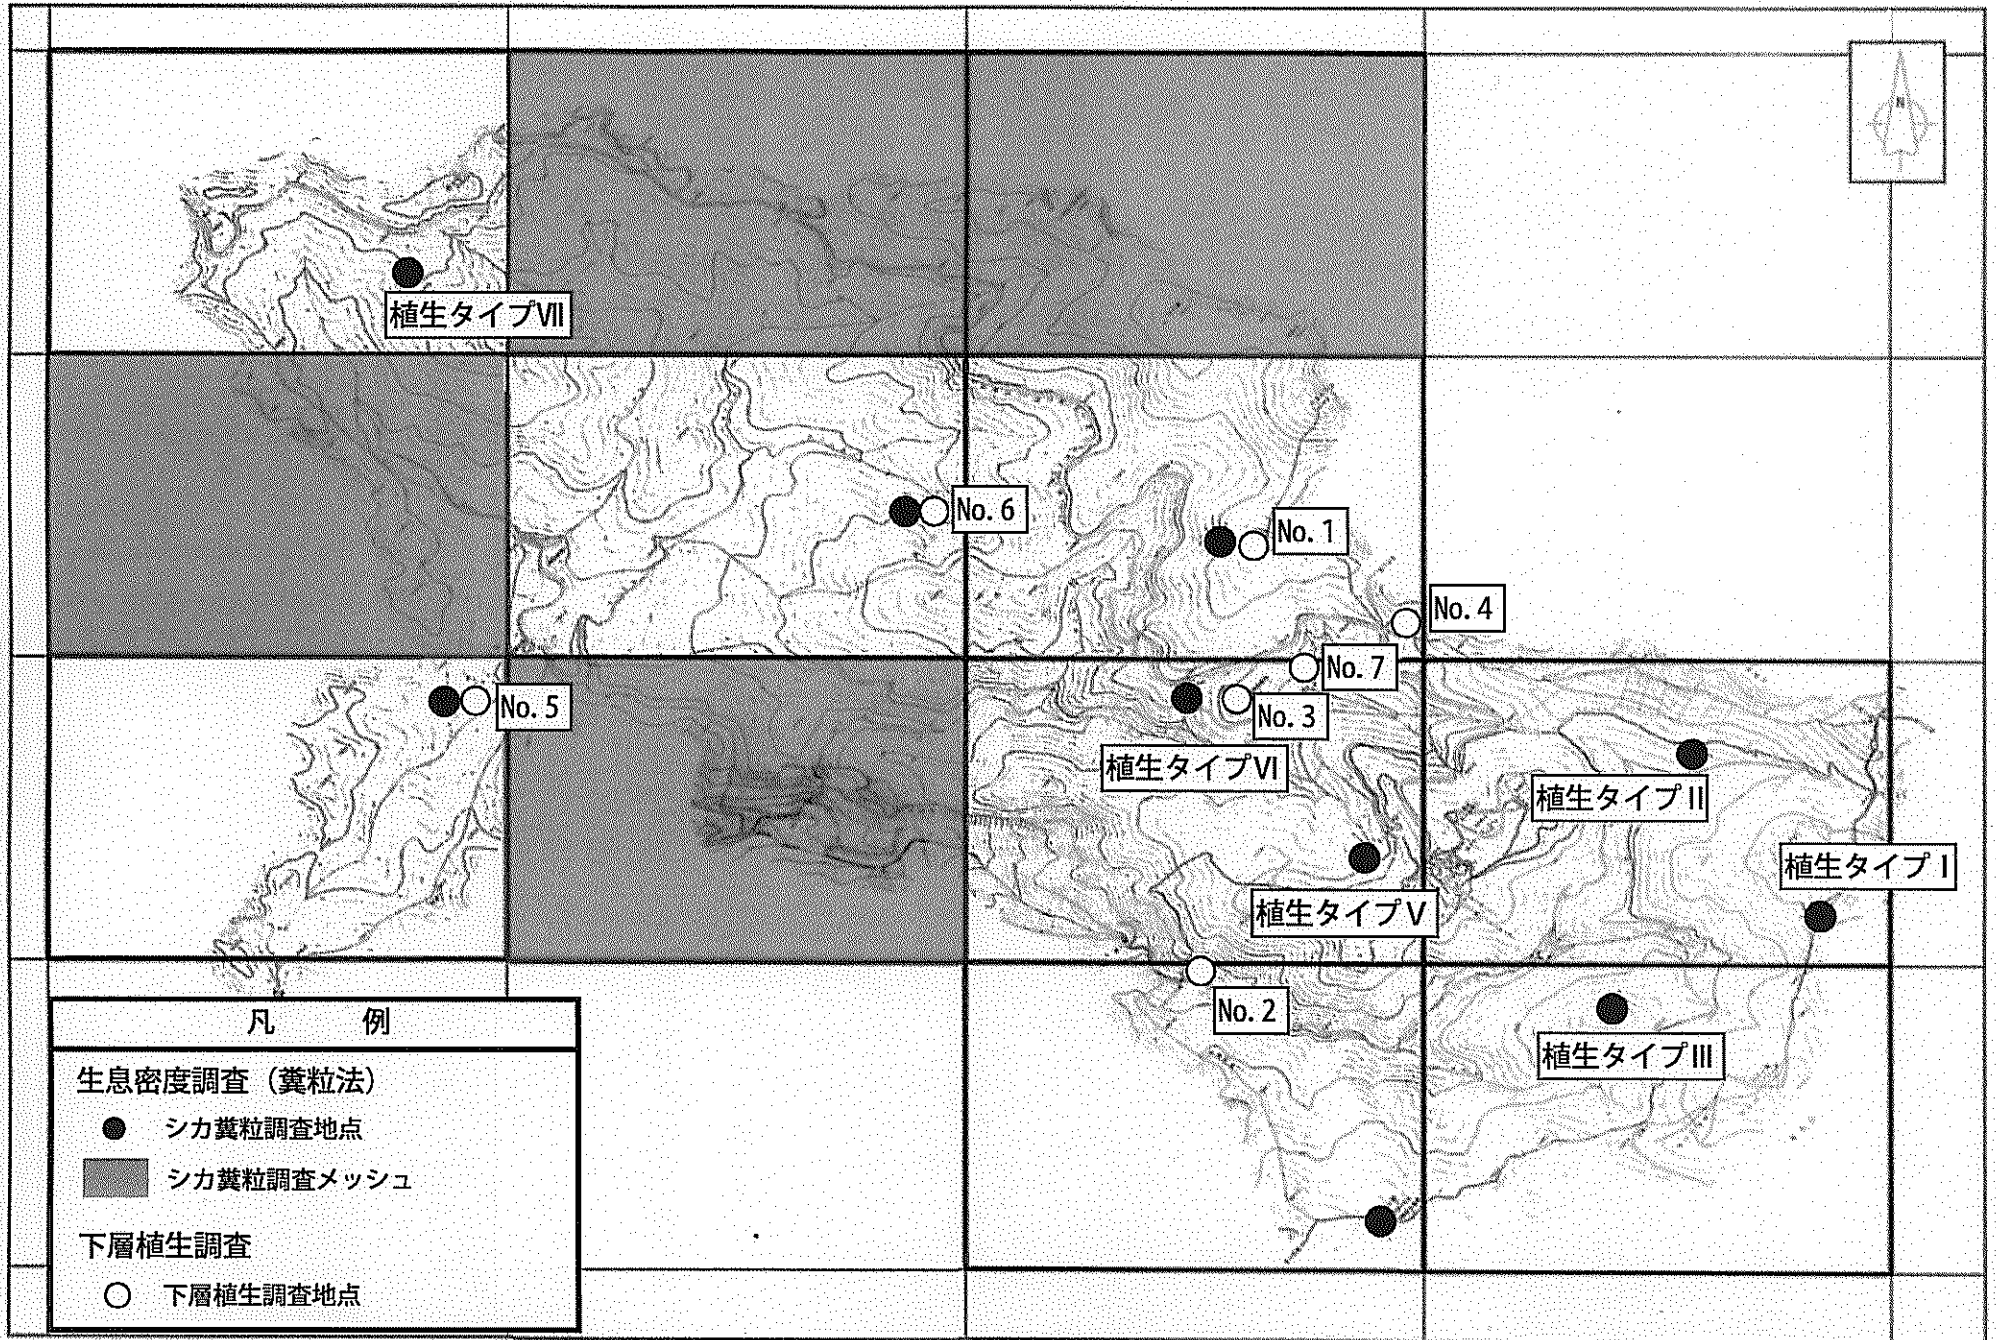 N
植生タイプⅦ
No. 6
No. 1
No. 4
No. 7
No. 5
No. 3
植生タイプⅥ
植生タイプⅡ
植生タイプⅠ
植生タイプⅤ
No. 2
植生タイプⅢ
凡 例
生息密度調査（糞粒法）
シカ糞粒調査地点
シカ糞粒調査メッシュ
下層植生調査
下層植生調査地点